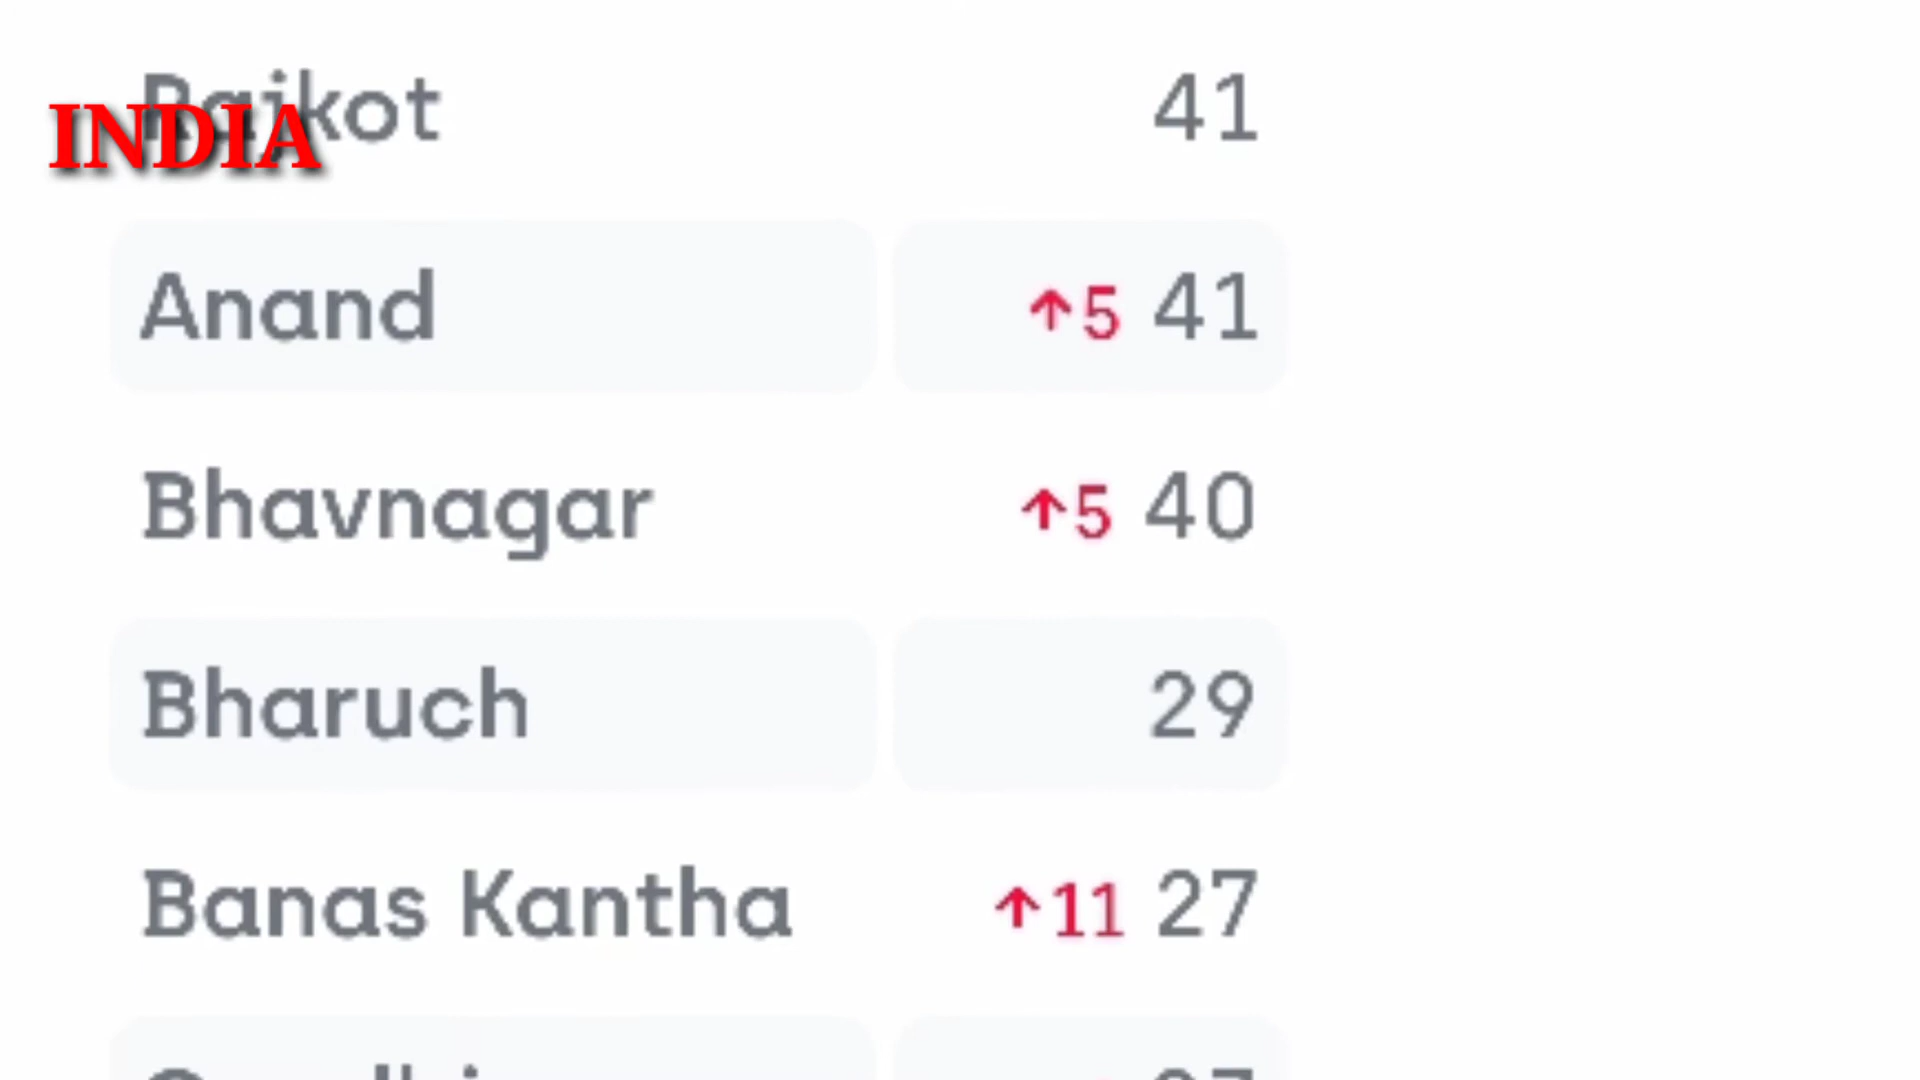 Rajkot 41
INDIA
Anand ↑5 41
Bhavnagar ↑5 40
Bharuch 29
Banas Kantha ↑11 27